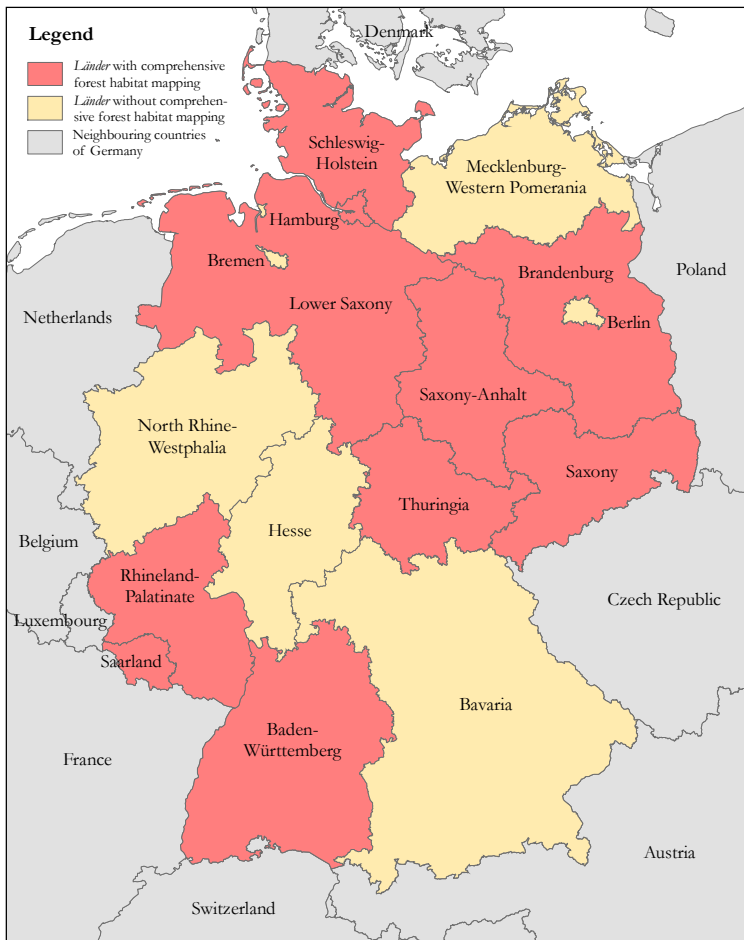 Legend
Länder with comprehensive
forest habitat mapping
Länder without comprehen-
sive forest habitat mapping
Neighbouring countries
of Germany
Denmark
Schleswig-
Holstein
Mecklenburg-
Western Pomerania
Hamburg
Bremen
Brandenburg
Poland
Lower Saxony
Netherlands
Berlin
Saxony-Anhalt
North Rhine-
Westphalia
Saxony
Thuringia
Hesse
Belgium
Rhineland-
Palatinate
Czech Republic
Luxembourg
Saarland
Bavaria
Baden-
Württemberg
France
Austria
Switzerland